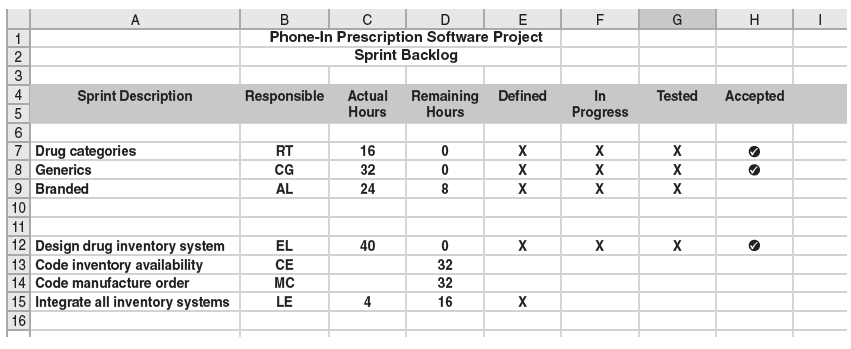 A B C D E F G H I
1 Phone-In Prescription Software Project
2 Sprint Backlog
3
4 Sprint Description Responsible Actual Remaining Defined In Tested Accepted
5 Hours Hours Progress
6
7 Drug categories RT 16 0 X X X ✓
8 Generics CG 32 0 X X X ✓
9 Branded AL 24 8 X X X
10
11
12 Design drug inventory system EL 40 0 X X X ✓
13 Code inventory availability CE 32
14 Code manufacture order MC 32
15 Integrate all inventory systems LE 4 16 X
16